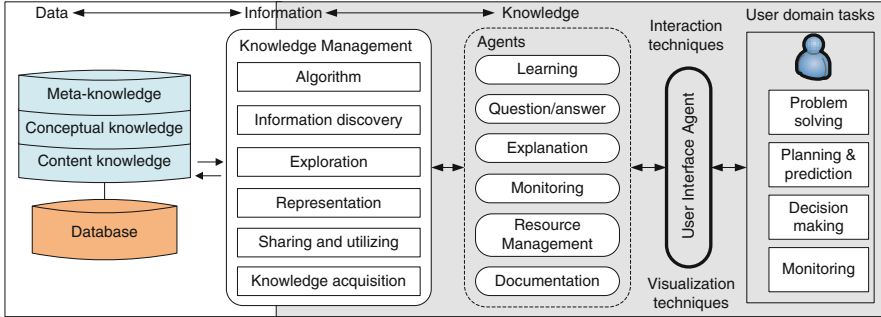 Data
Information
Knowledge
User domain tasks
Meta-knowledge
Conceptual knowledge
Content knowledge
Database
Knowledge Management
Algorithm
Information discovery
Exploration
Representation
Sharing and utilizing
Knowledge acquisition
Agents
Learning
Question/answer
Explanation
Monitoring
Resource
Management
Documentation
Interaction
techniques
User Interface Agent
Visualization
techniques
Problem
solving
Planning &
prediction
Decision
making
Monitoring